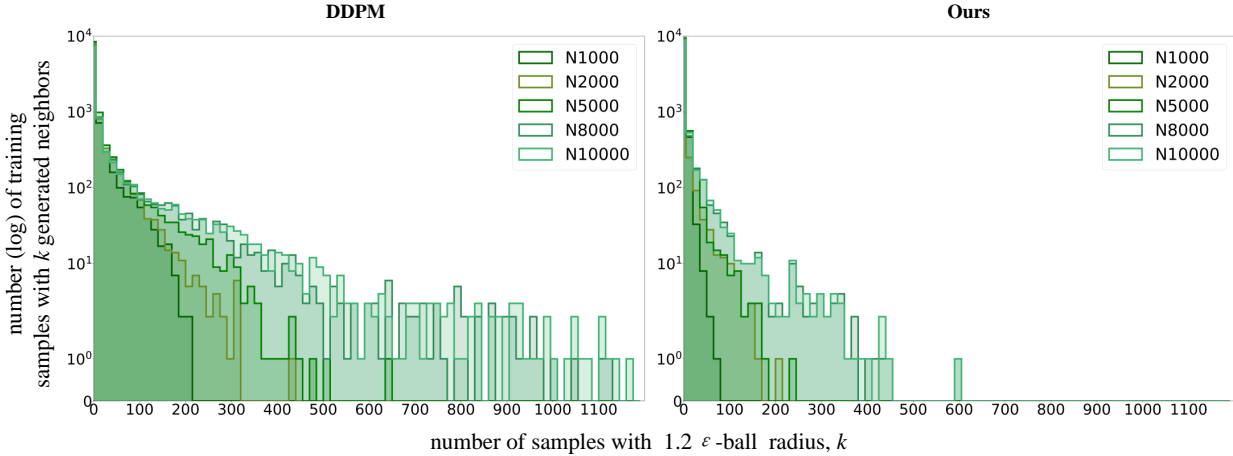 DDPM
Ours
number (log) of training
samples with k generated neighbors
10^4
10^3
10^2
10^1
10^0
0
N1000
N2000
N5000
N8000
N10000
0 100 200 300 400 500 600 700 800 900 1000 1100
10^4
10^3
10^2
10^1
10^0
0
N1000
N2000
N5000
N8000
N10000
0 100 200 300 400 500 600 700 800 900 1000 1100
number of samples with 1.2 ε-ball radius, k